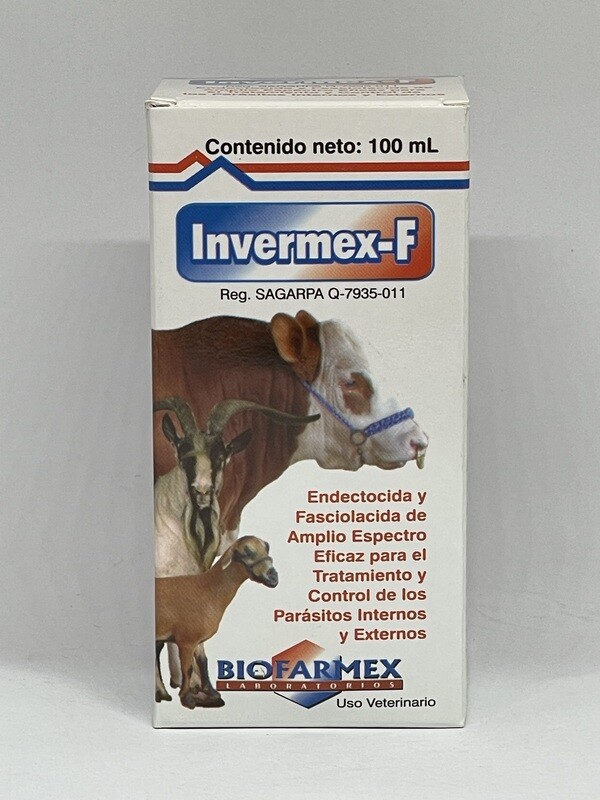 Invermex-F
Contenido neto: 100 mL
Invermex-F
Reg. SAGARPA Q-7935-011
Endectocida y
Fasciolacida de
Amplio Espectro
Eficaz para el
Tratamiento y
Control de los
Parásitos Internos
y Externos
BIOFARMEX
LABORATORIOS
Uso Veterinario